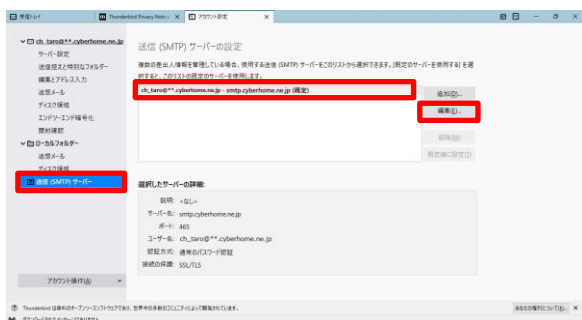 受信トレイ
Thunderbird Privacy Notice ×
アカウント設定 ×
ch_taro@**.cyberhome.ne.jp
サーバー設定
送信控えと特別なフォルダー
編集とアドレス入力
迷惑メール
ディスク領域
エンドツーエンド暗号化
開封確認
ローカルフォルダー
迷惑メール
ディスク領域
送信 (SMTP) サーバー
アカウント操作(A)
送信 (SMTP) サーバーの設定
複数の差出人情報を管理している場合、使用する送信 (SMTP) サーバーをこのリストから選択できます。[既定のサーバーを使用する] を選
択すると、このリストの既定のサーバーを使用します。
ch_taro@**.cyberhome.ne.jp - smtp.cyberhome.ne.jp (既定)
追加(D)...
編集(E)...
削除(M)
既定値に設定(T)
選択したサーバーの詳細:
説明: <なし>
サーバー名: smtp.cyberhome.ne.jp
ポート: 465
ユーザー名: ch_taro@**.cyberhome.ne.jp
認証方式: 通常のパスワード認証
接続の保護: SSL/TLS
Thunderbird は最新のオープンソースソフトウェアであり、世界中の多数のコミュニティによって開発されています。
あなたの権利について(K)... ×